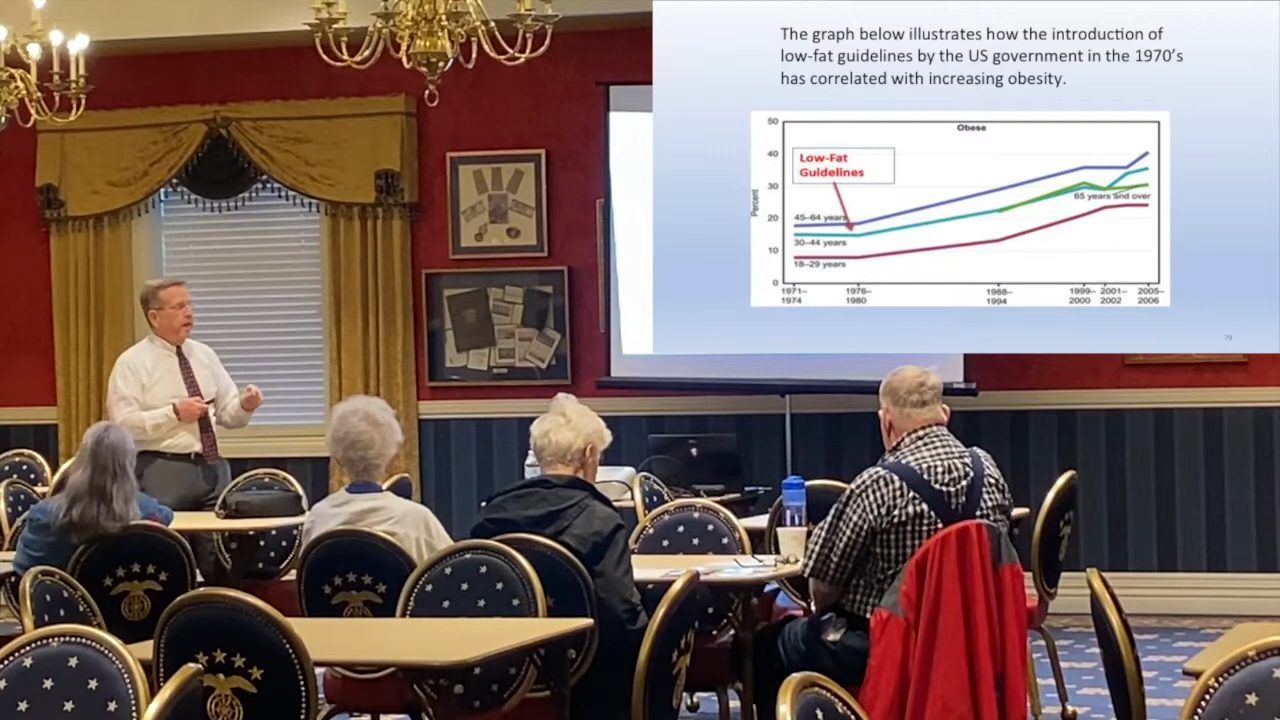 The graph below illustrates how the introduction of
low-fat guidelines by the US government in the 1970's
has correlated with increasing obesity.
Obese
50
40
30
20
10
0
Percent
Low-Fat
Guidelines
45–64 years
30–44 years
18–29 years
65 years and over
1971–
1974
1976–
1980
1988–
1994
1999–
2000
2001–
2002
2005–
2006
79